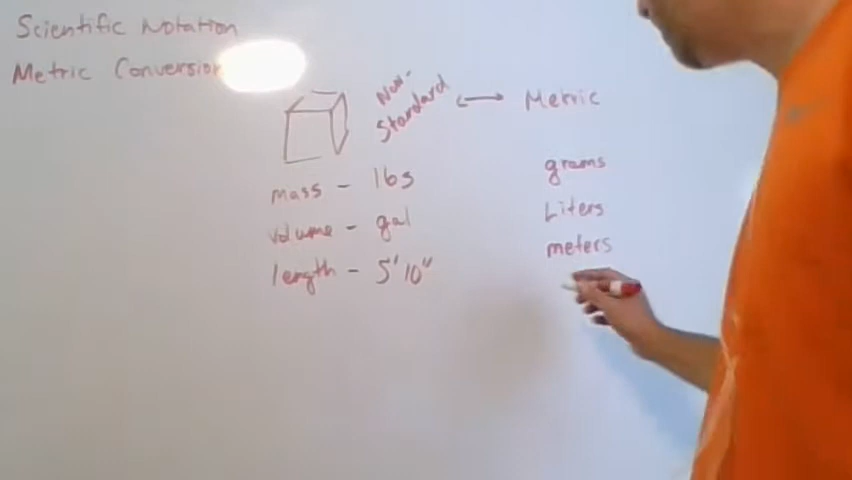 Scientific Notation
Metric Conversion
Non-
Standard ↔ Metric
mass - lbs grams
volume - gal Liters
length - 5' 10" meters